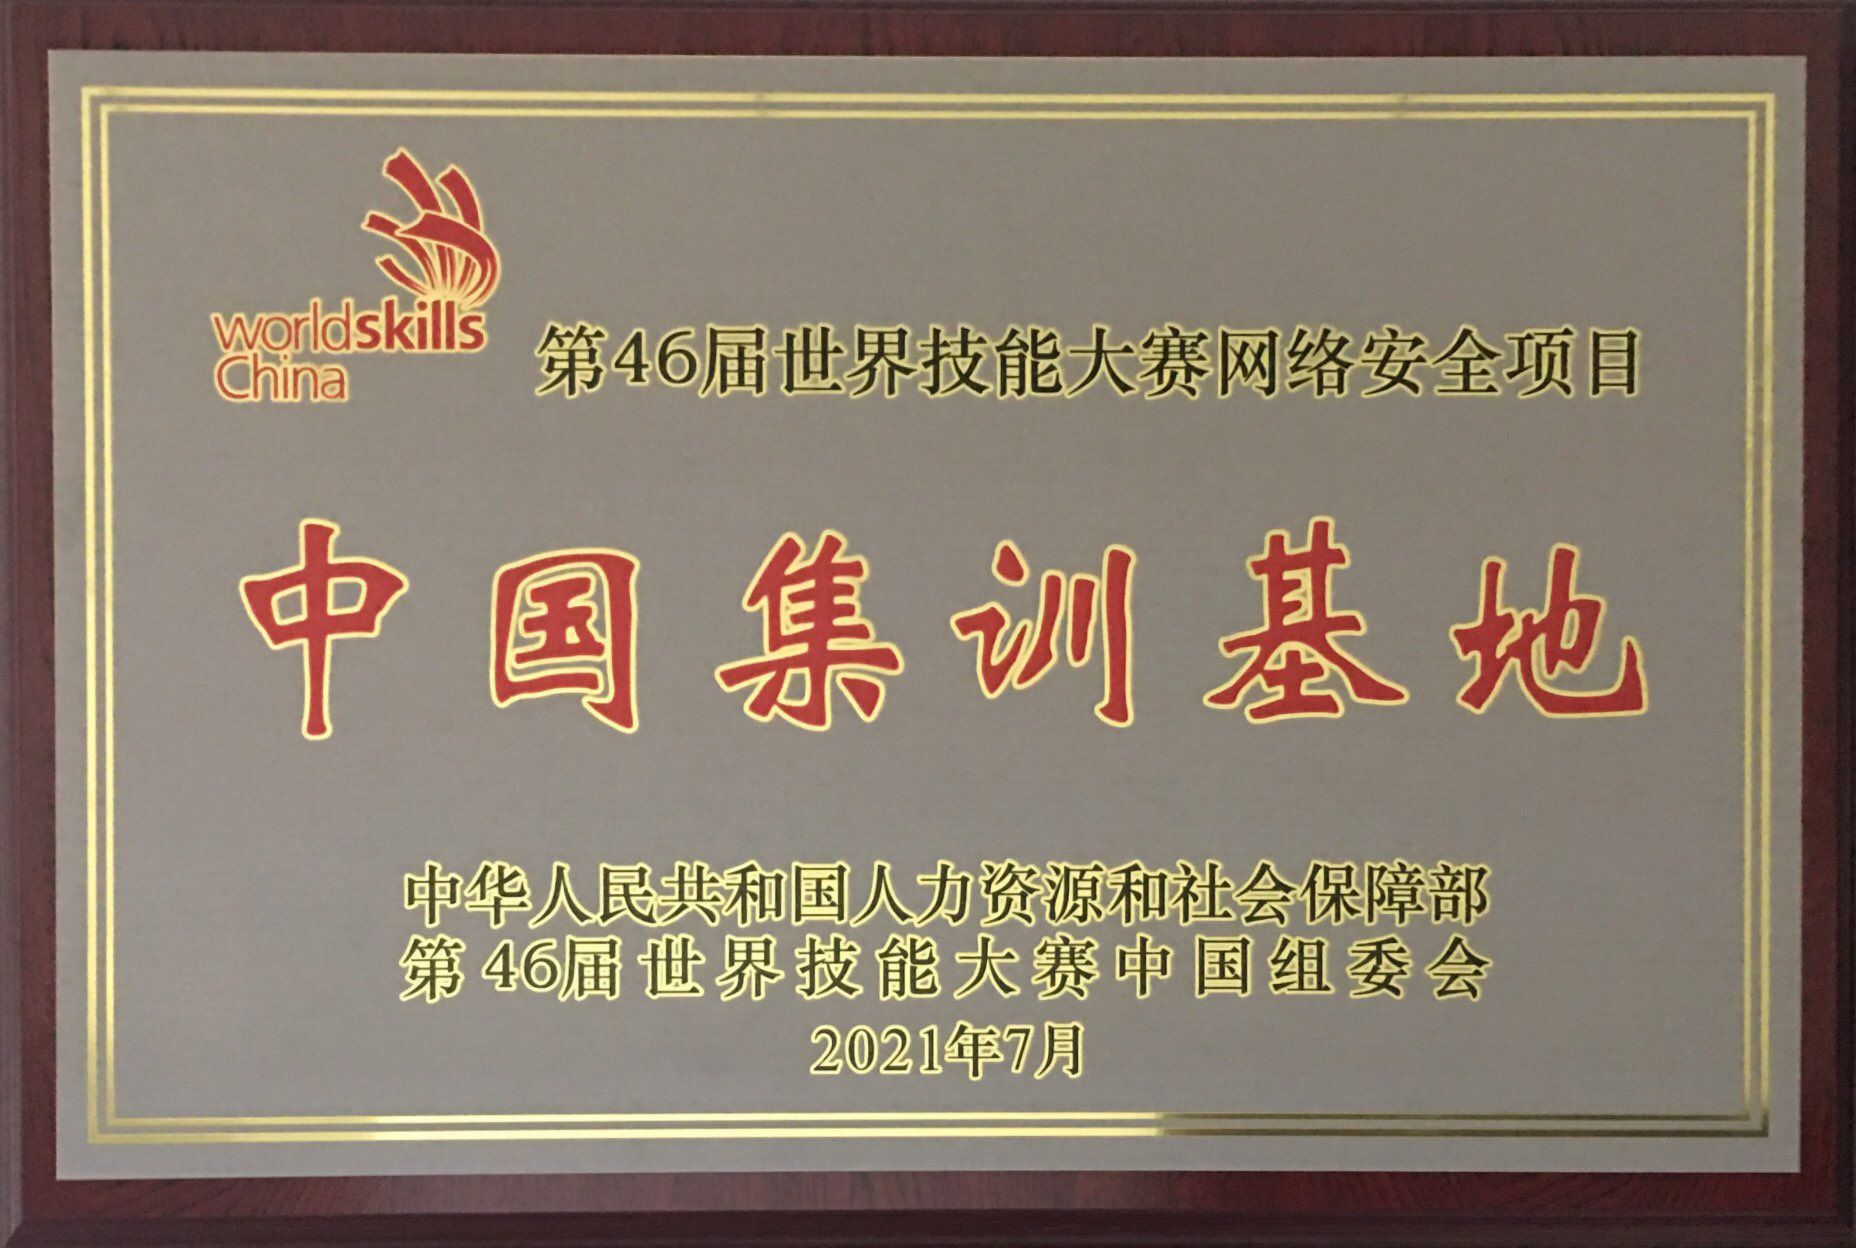 worldskills
China
第46届世界技能大赛网络安全项目
中国集训基地
中华人民共和国人力资源和社会保障部
第46届世界技能大赛中国组委会
2021年7月